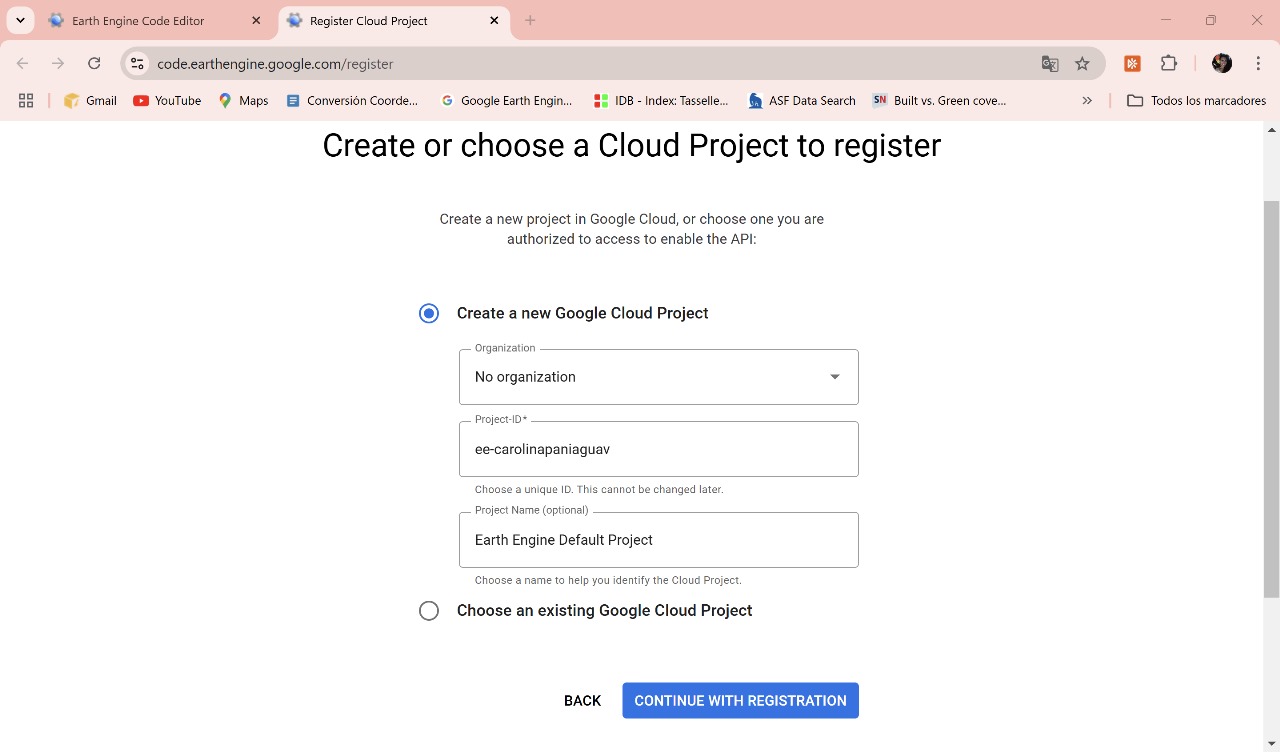 Earth Engine Code Editor
Register Cloud Project
code.earthengine.google.com/register
Gmail
YouTube
Maps
Conversión Coorde...
Google Earth Engin...
IDB - Index: Tasselle...
ASF Data Search
SN
Built vs. Green cove...
Todos los marcadores
Create or choose a Cloud Project to register
Create a new project in Google Cloud, or choose one you are
authorized to access to enable the API:
Create a new Google Cloud Project
Organization
No organization
Project-ID*
ee-carolinapaniaguav
Choose a unique ID. This cannot be changed later.
Project Name (optional)
Earth Engine Default Project
Choose a name to help you identify the Cloud Project.
Choose an existing Google Cloud Project
BACK
CONTINUE WITH REGISTRATION